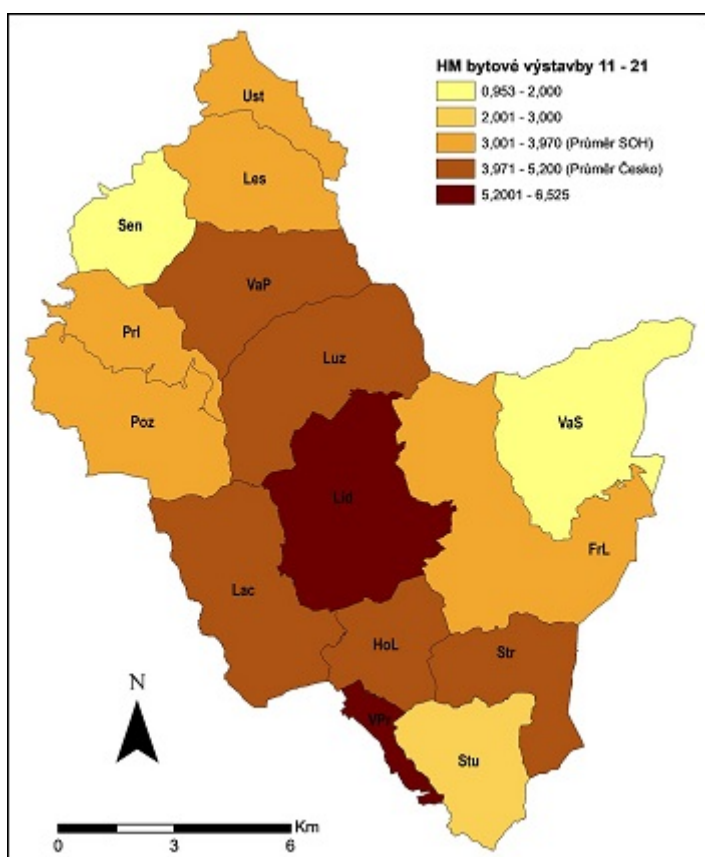 HM bytové výstavby 11 - 21
0,953 - 2,000
2,001 - 3,000
3,001 - 3,970 (Průměr SOH)
3,971 - 5,200 (Průměr Česko)
5,2001 - 6,525
Ust
Les
Sen
VaP
Prl
Luz
Poz
VaS
Lid
FrL
Lac
HoL
Str
VPr
Stu
N
Km
0 3 6